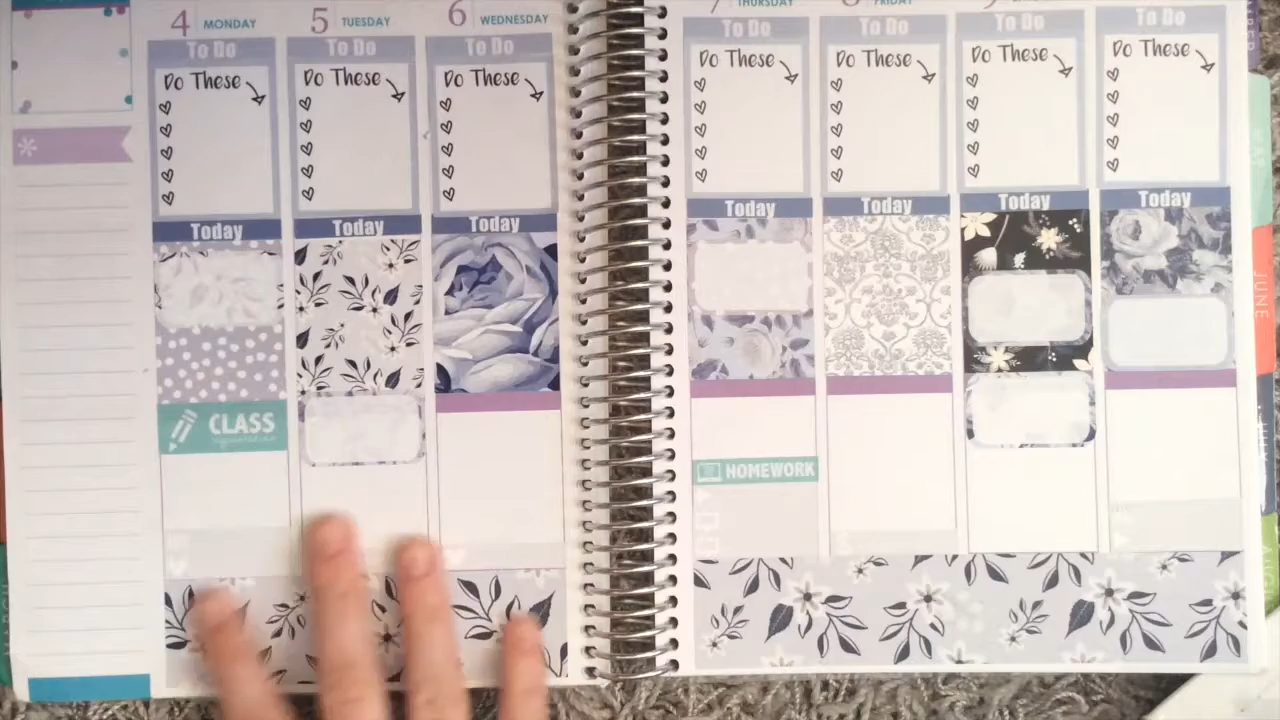 4 MONDAY
5 TUESDAY
6 WEDNESDAY
THURSDAY
FRIDAY
To Do
To Do
To Do
To Do
To Do
To Do
To Do
Do These
Do These
Do These
Do These
Do These
Do These
Do These
Today
Today
Today
Today
Today
Today
Today
CLASS
HOMEWORK
JUNE